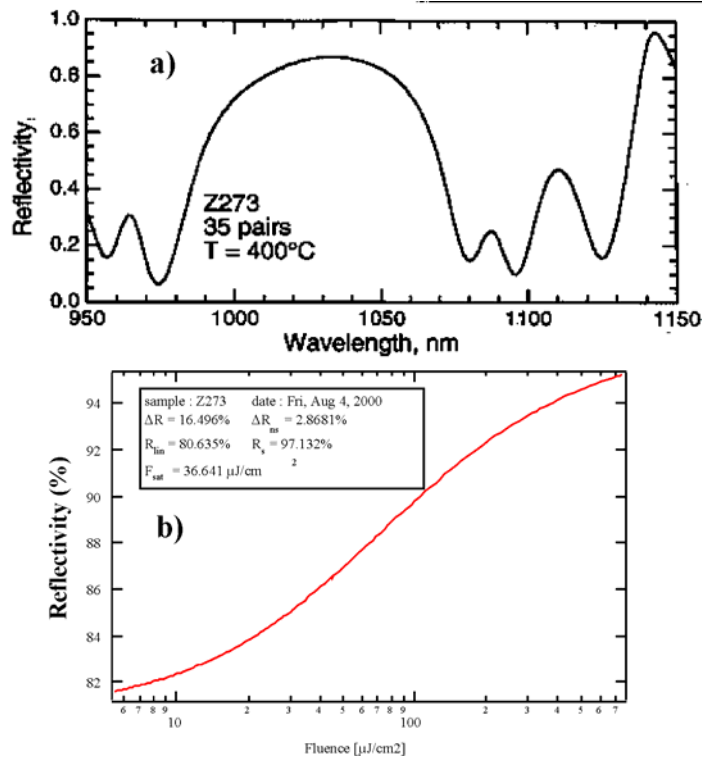 a)
1.0
0.8
0.6
0.4
0.2
0.0
Reflectivity,
Z273
35 pairs
T = 400°C
950 1000 1050 1100 1150
Wavelength, nm
sample : Z273 date : Fri, Aug 4, 2000
ΔR = 16.496% ΔR_ns = 2.8681%
R_lin = 80.635% R_s = 97.132%
F_sat = 36.641 µJ/cm 2
b)
94
92
90
88
86
84
82
Reflectivity (%)
6 7 8 9 2 3 4 5 6 7 8 9 2 3 4 5 6 7
10 100
Fluence [µJ/cm2]